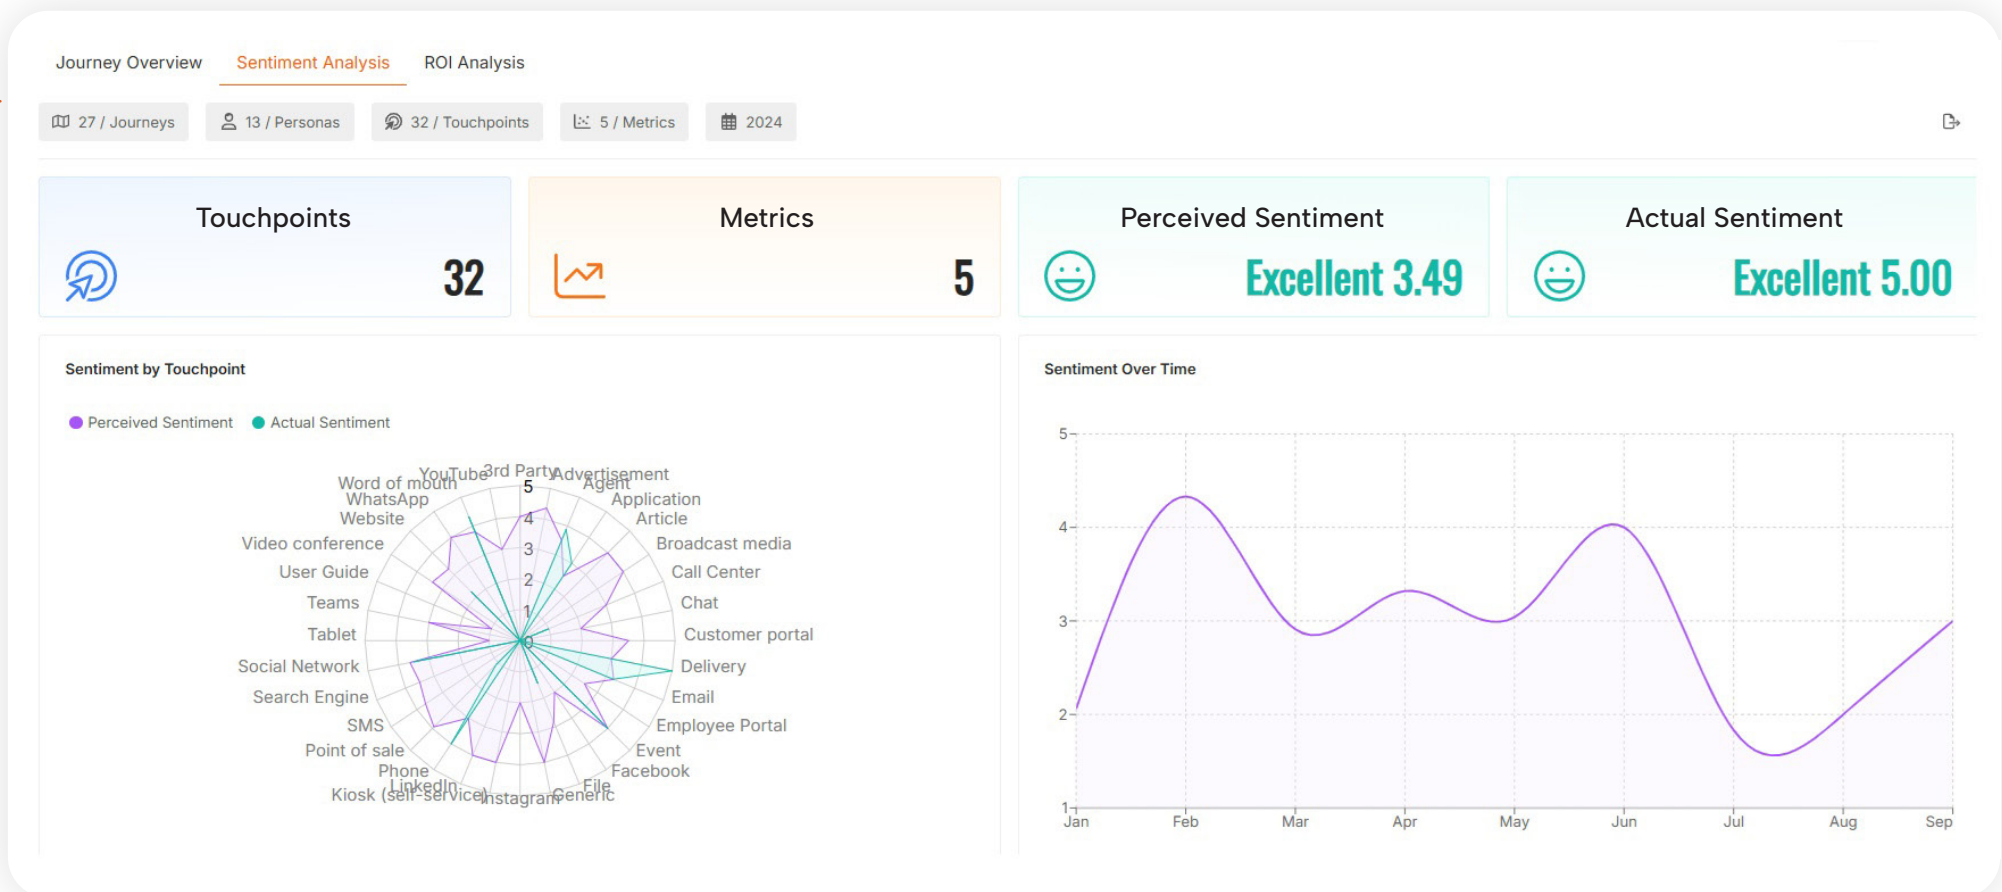 Journey Overview Sentiment Analysis ROI Analysis
27 / Journeys 13 / Personas 32 / Touchpoints 5 / Metrics 2024
Touchpoints
32
Metrics
5
Perceived Sentiment
Excellent 3.49
Actual Sentiment
Excellent 5.00
Sentiment by Touchpoint
Perceived Sentiment Actual Sentiment
3rd Party
Advertisement
Agent
Application
Article
Broadcast media
Call Center
Chat
Customer portal
Delivery
Email
Employee Portal
Event
Facebook
File
Generic
Instagram
Kiosk (self-service)
LinkedIn
Phone
Point of sale
SMS
Search Engine
Social Network
Tablet
Teams
User Guide
Video conference
Website
WhatsApp
Word of mouth
YouTube
5
4
3
2
1
0
Sentiment Over Time
5
4
3
2
1
Jan Feb Mar Apr May Jun Jul Aug Sep